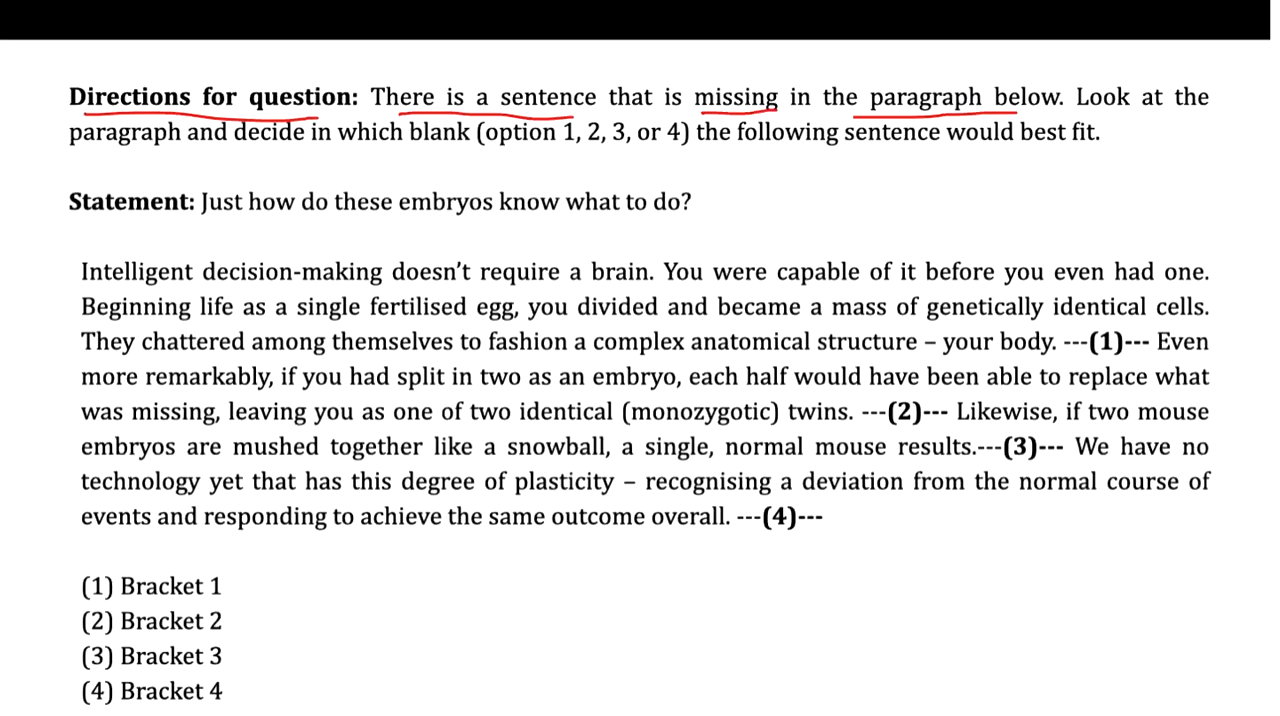 Directions for question: There is a sentence that is missing in the paragraph below. Look at the
paragraph and decide in which blank (option 1, 2, 3, or 4) the following sentence would best fit.
Statement: Just how do these embryos know what to do?
Intelligent decision-making doesn’t require a brain. You were capable of it before you even had one.
Beginning life as a single fertilised egg, you divided and became a mass of genetically identical cells.
They chattered among themselves to fashion a complex anatomical structure – your body. ---(1)--- Even
more remarkably, if you had split in two as an embryo, each half would have been able to replace what
was missing, leaving you as one of two identical (monozygotic) twins. ---(2)--- Likewise, if two mouse
embryos are mushed together like a snowball, a single, normal mouse results.---(3)--- We have no
technology yet that has this degree of plasticity – recognising a deviation from the normal course of
events and responding to achieve the same outcome overall. ---(4)---
(1) Bracket 1
(2) Bracket 2
(3) Bracket 3
(4) Bracket 4